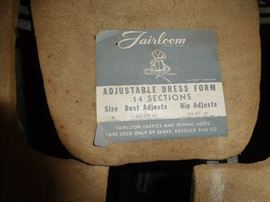 Fairloom
ADJUSTABLE DRESS FORM
14 SECTIONS
Size Bust Adjusts Hip Adjusts
FAIRLOOM FABRICS AND SEWING NEEDS
ARE SOLD ONLY BY SEARS, ROEBUCK AND CO